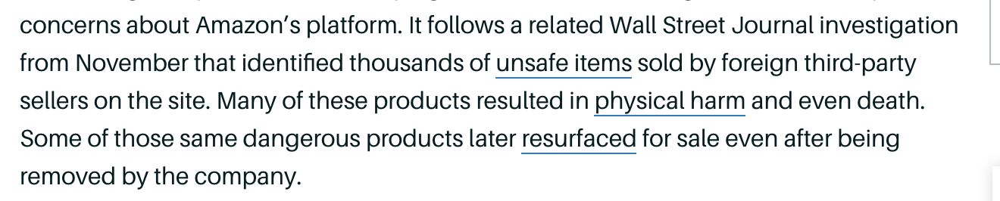 concerns about Amazon’s platform. It follows a related Wall Street Journal investigation
from November that identified thousands of unsafe items sold by foreign third-party
sellers on the site. Many of these products resulted in physical harm and even death.
Some of those same dangerous products later resurfaced for sale even after being
removed by the company.